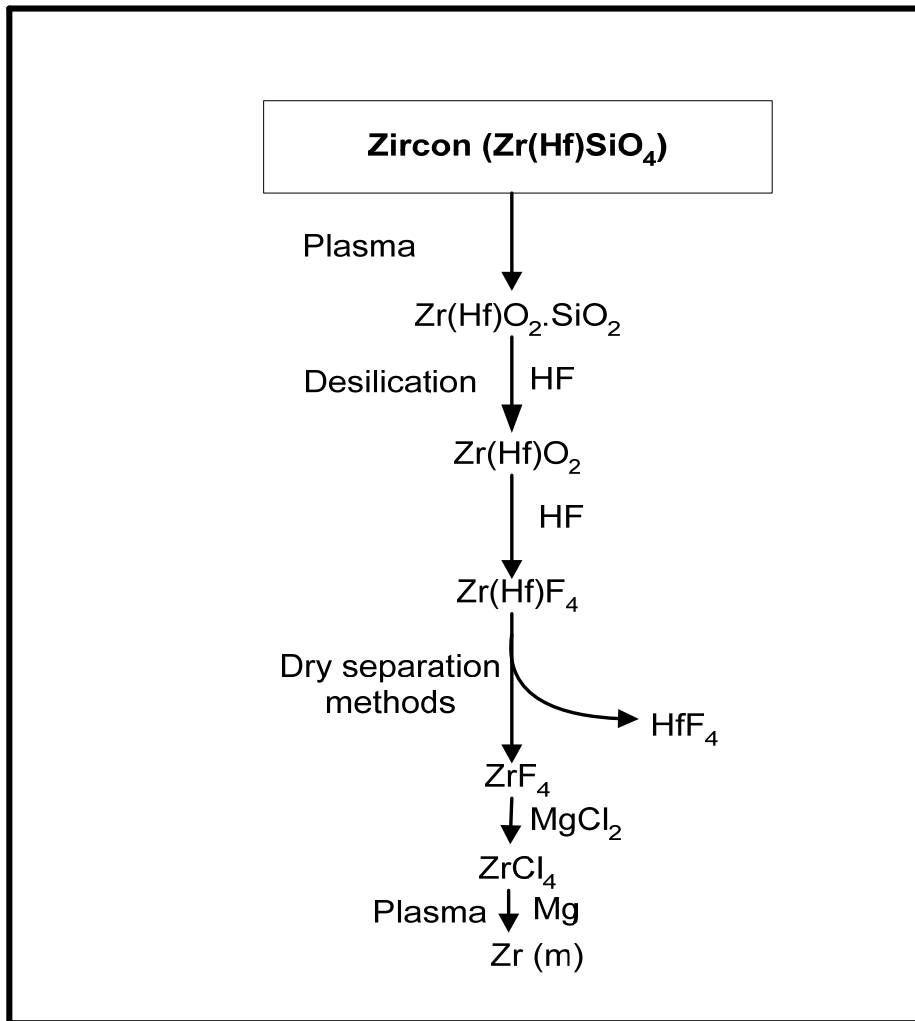 Zircon (Zr(Hf)SiO₄)
Plasma
Zr(Hf)O₂.SiO₂
Desilication HF
Zr(Hf)O₂
HF
Zr(Hf)F₄
Dry separation
methods
HfF₄
ZrF₄
MgCl₂
ZrCl₄
Plasma Mg
Zr (m)